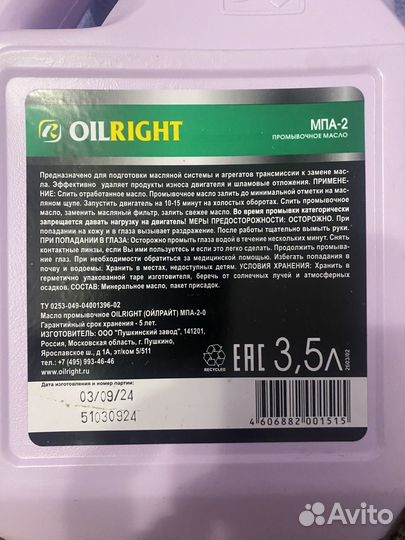 OILRIGHT
МПА-2
ПРОМЫВОЧНОЕ МАСЛО
Предназначено для подготовки масляной системы и агрегатов трансмиссии к замене мас-
ла. Эффективно удаляет продукты износа двигателя и шламовые отложения. ПРИМЕНЕ-
НИЕ: Слить отработанное масло. Промывочное масло залить до минимальной отметки на мас-
ляном щупе. Запустить двигатель на 10-15 минут на холостых оборотах. Слить промывочное
масло, заменить масляный фильтр, залить свежее масло. Во время промывки категорически
запрещается давать нагрузку на двигатель! МЕРЫ ПРЕДОСТОРОЖНОСТИ: ОСТОРОЖНО. При
попадании на кожу и в глаза вызывает раздражение. После работы тщательно вымыть руки.
ПРИ ПОПАДАНИИ В ГЛАЗА: Осторожно промыть глаза водой в течение нескольких минут. Снять
контактные линзы, если Вы ими пользуетесь и если это легко сделать. Продолжить промыва-
ние глаз. При необходимости обратиться за медицинской помощью. Избегать попадания в
почву и водоемы. Хранить в местах, недоступных детям. УСЛОВИЯ ХРАНЕНИЯ: Хранить в
герметично упакованной таре изготовителя, беречь от солнечных лучей и атмосферных
осадков. СОСТАВ: Минеральное масло, пакет присадок.
ТУ 0253-049-04001396-02
Масло промывочное OILRIGHT (ОЙЛРАЙТ) МПА-2-0
Гарантийный срок хранения - 5 лет.
ИЗГОТОВИТЕЛЬ: ООО "Пушкинский завод", 141201,
Россия, Московская область, г. Пушкино,
Ярославское ш., д 1А, эт/ком 5/511
тел.: +7 (495) 993-46-46
www.oilright.ru
RECYCLED
EAC 3,5л
2603/02
Дата изготовления и номер партии:
03/09/24
51030924
4 606882 001515
Avito